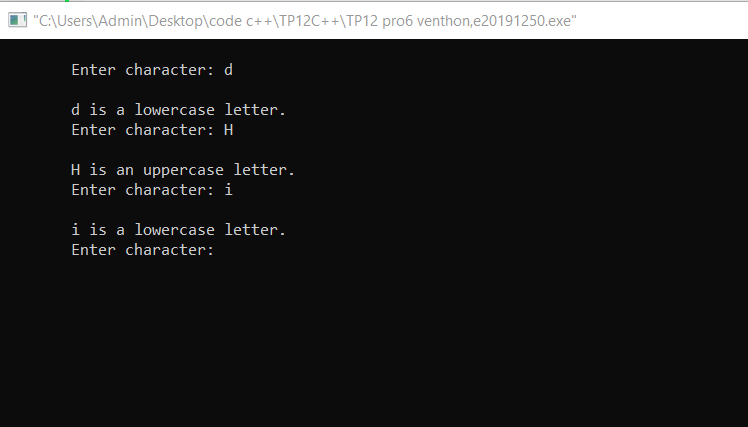 "C:\Users\Admin\Desktop\code c++\TP12C++\TP12 pro6 venthon,e20191250.exe"
Enter character: d
d is a lowercase letter.
Enter character: H
H is an uppercase letter.
Enter character: i
i is a lowercase letter.
Enter character: